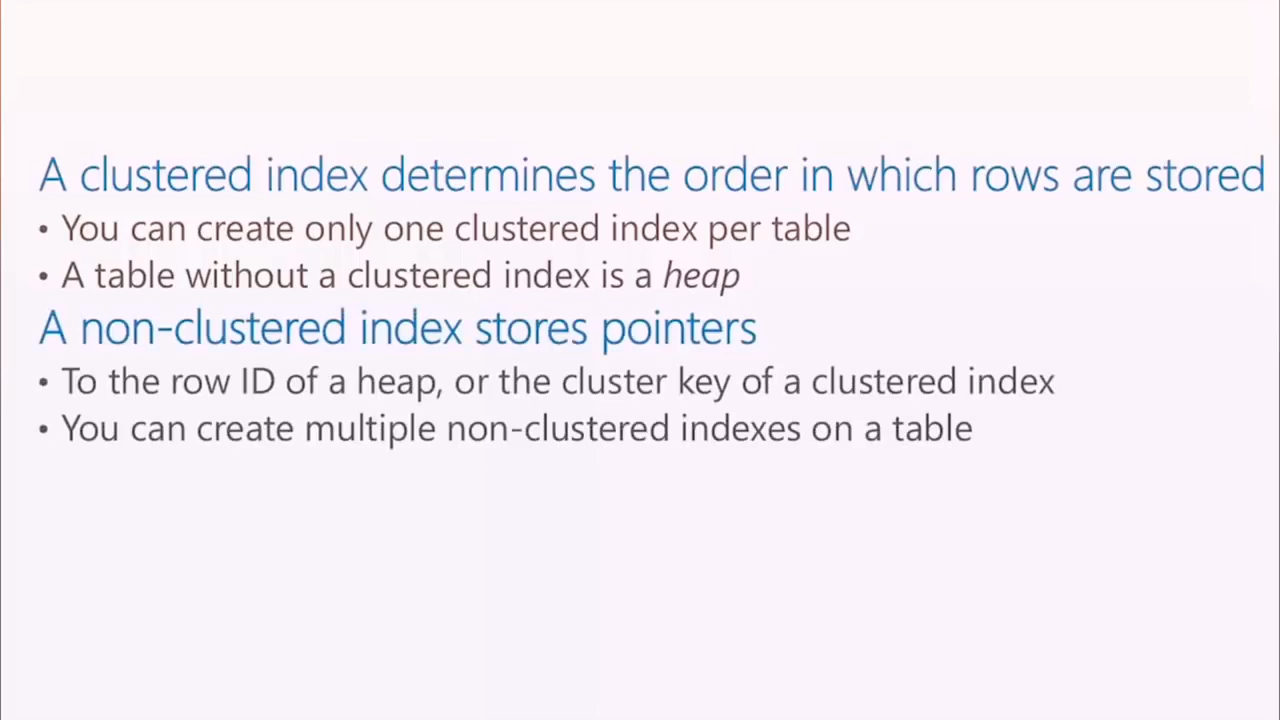 A clustered index determines the order in which rows are stored
• You can create only one clustered index per table
• A table without a clustered index is a heap
A non-clustered index stores pointers
• To the row ID of a heap, or the cluster key of a clustered index
• You can create multiple non-clustered indexes on a table